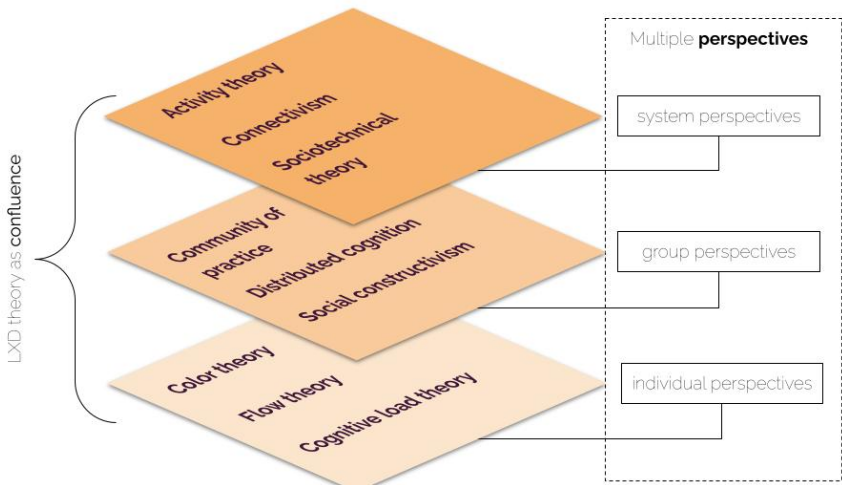 LXD theory as confluence
Activity theory
Connectivism
Sociotechnical
theory
Community of
practice
Distributed cognition
Social constructivism
Color theory
Flow theory
Cognitive load theory
Multiple perspectives
system perspectives
group perspectives
individual perspectives